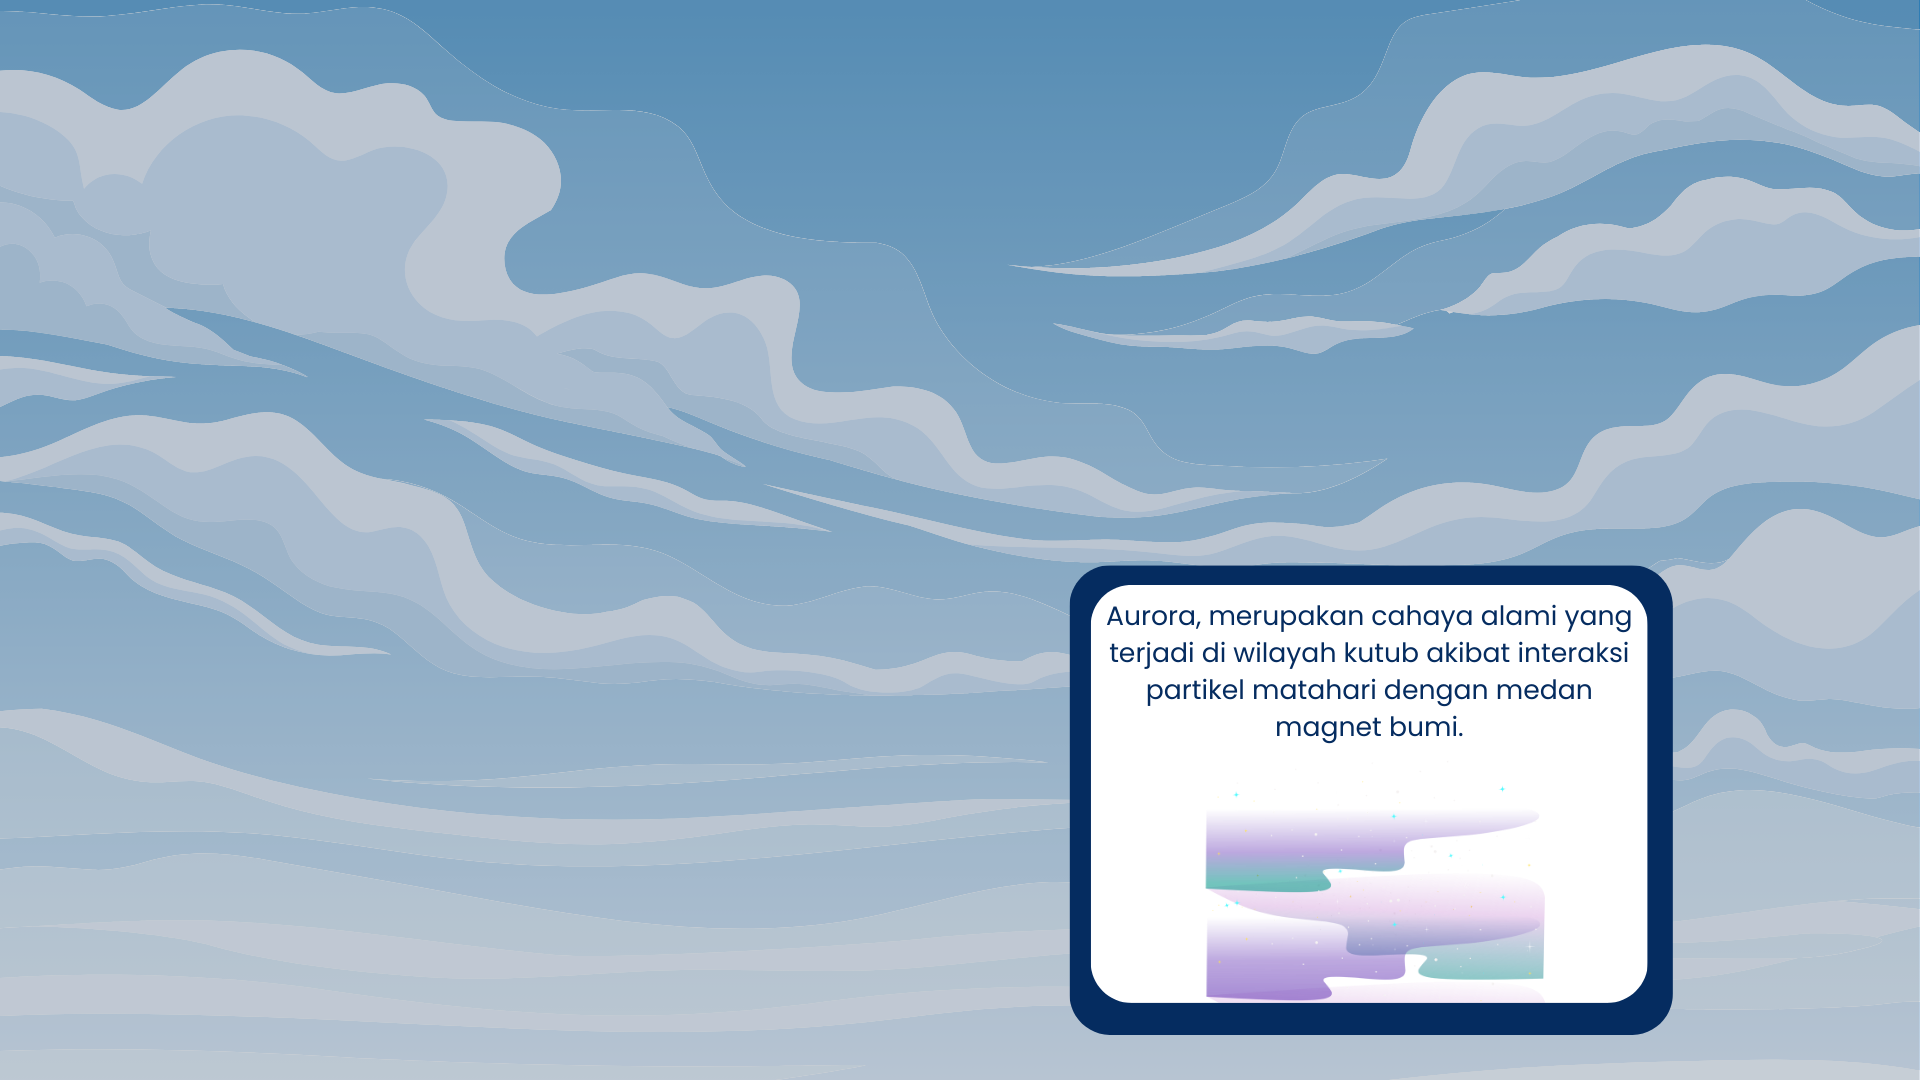 Aurora, merupakan cahaya alami yang
terjadi di wilayah kutub akibat interaksi
partikel matahari dengan medan
magnet bumi.